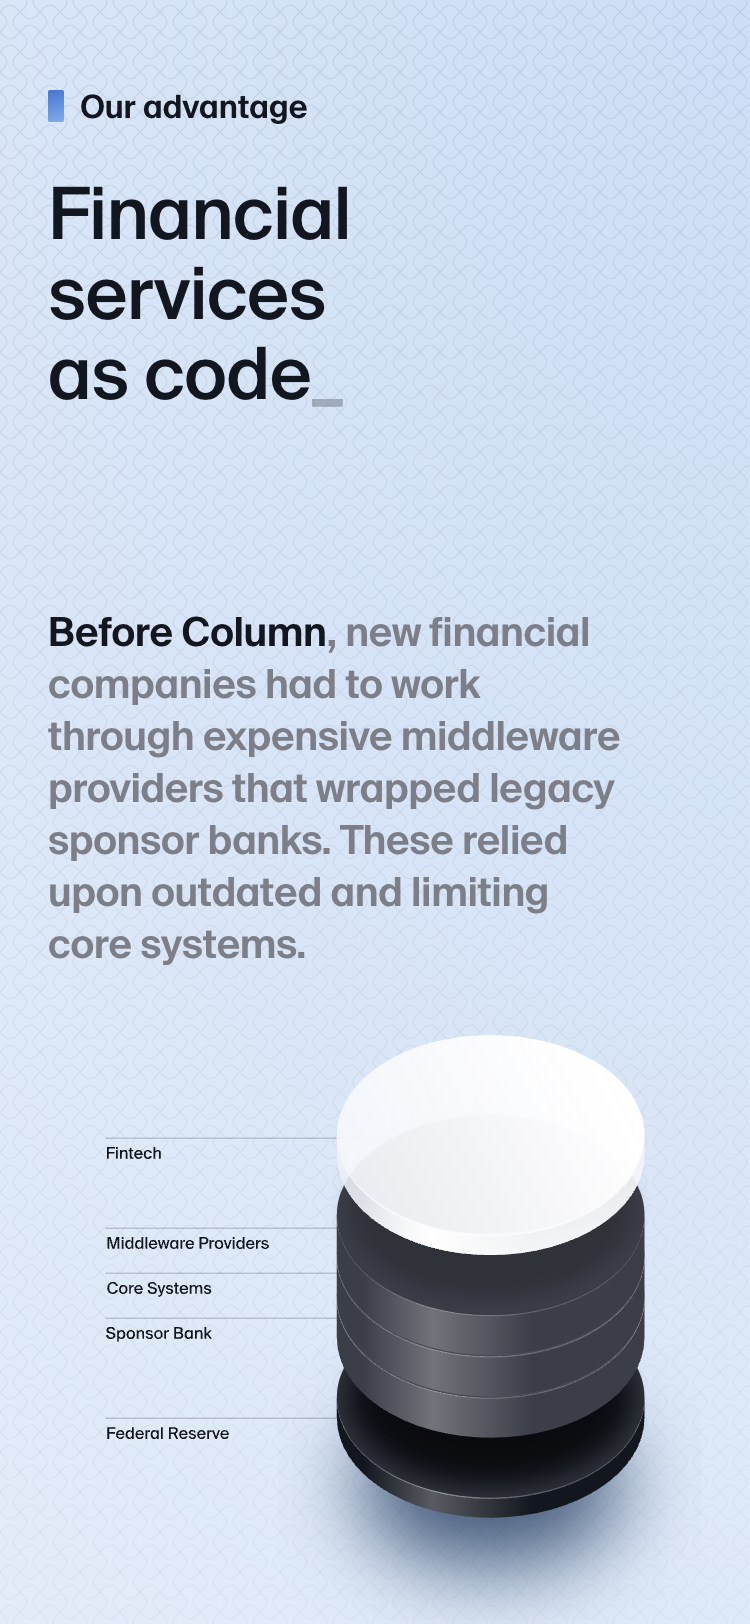 Our advantage
Financial
services
as code_
Before Column, new financial
companies had to work
through expensive middleware
providers that wrapped legacy
sponsor banks. These relied
upon outdated and limiting
core systems.
Fintech
Middleware Providers
Core Systems
Sponsor Bank
Federal Reserve